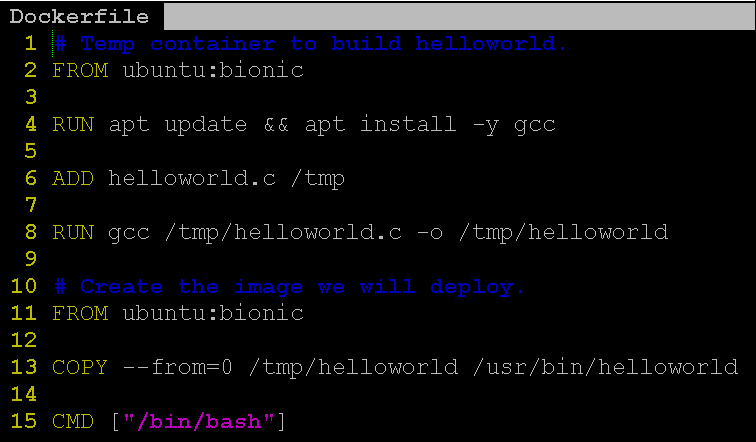 Dockerfile
1 # Temp container to build helloworld.
2 FROM ubuntu:bionic
3
4 RUN apt update && apt install -y gcc
5
6 ADD helloworld.c /tmp
7
8 RUN gcc /tmp/helloworld.c -o /tmp/helloworld
9
10 # Create the image we will deploy.
11 FROM ubuntu:bionic
12
13 COPY --from=0 /tmp/helloworld /usr/bin/helloworld
14
15 CMD ["/bin/bash"]